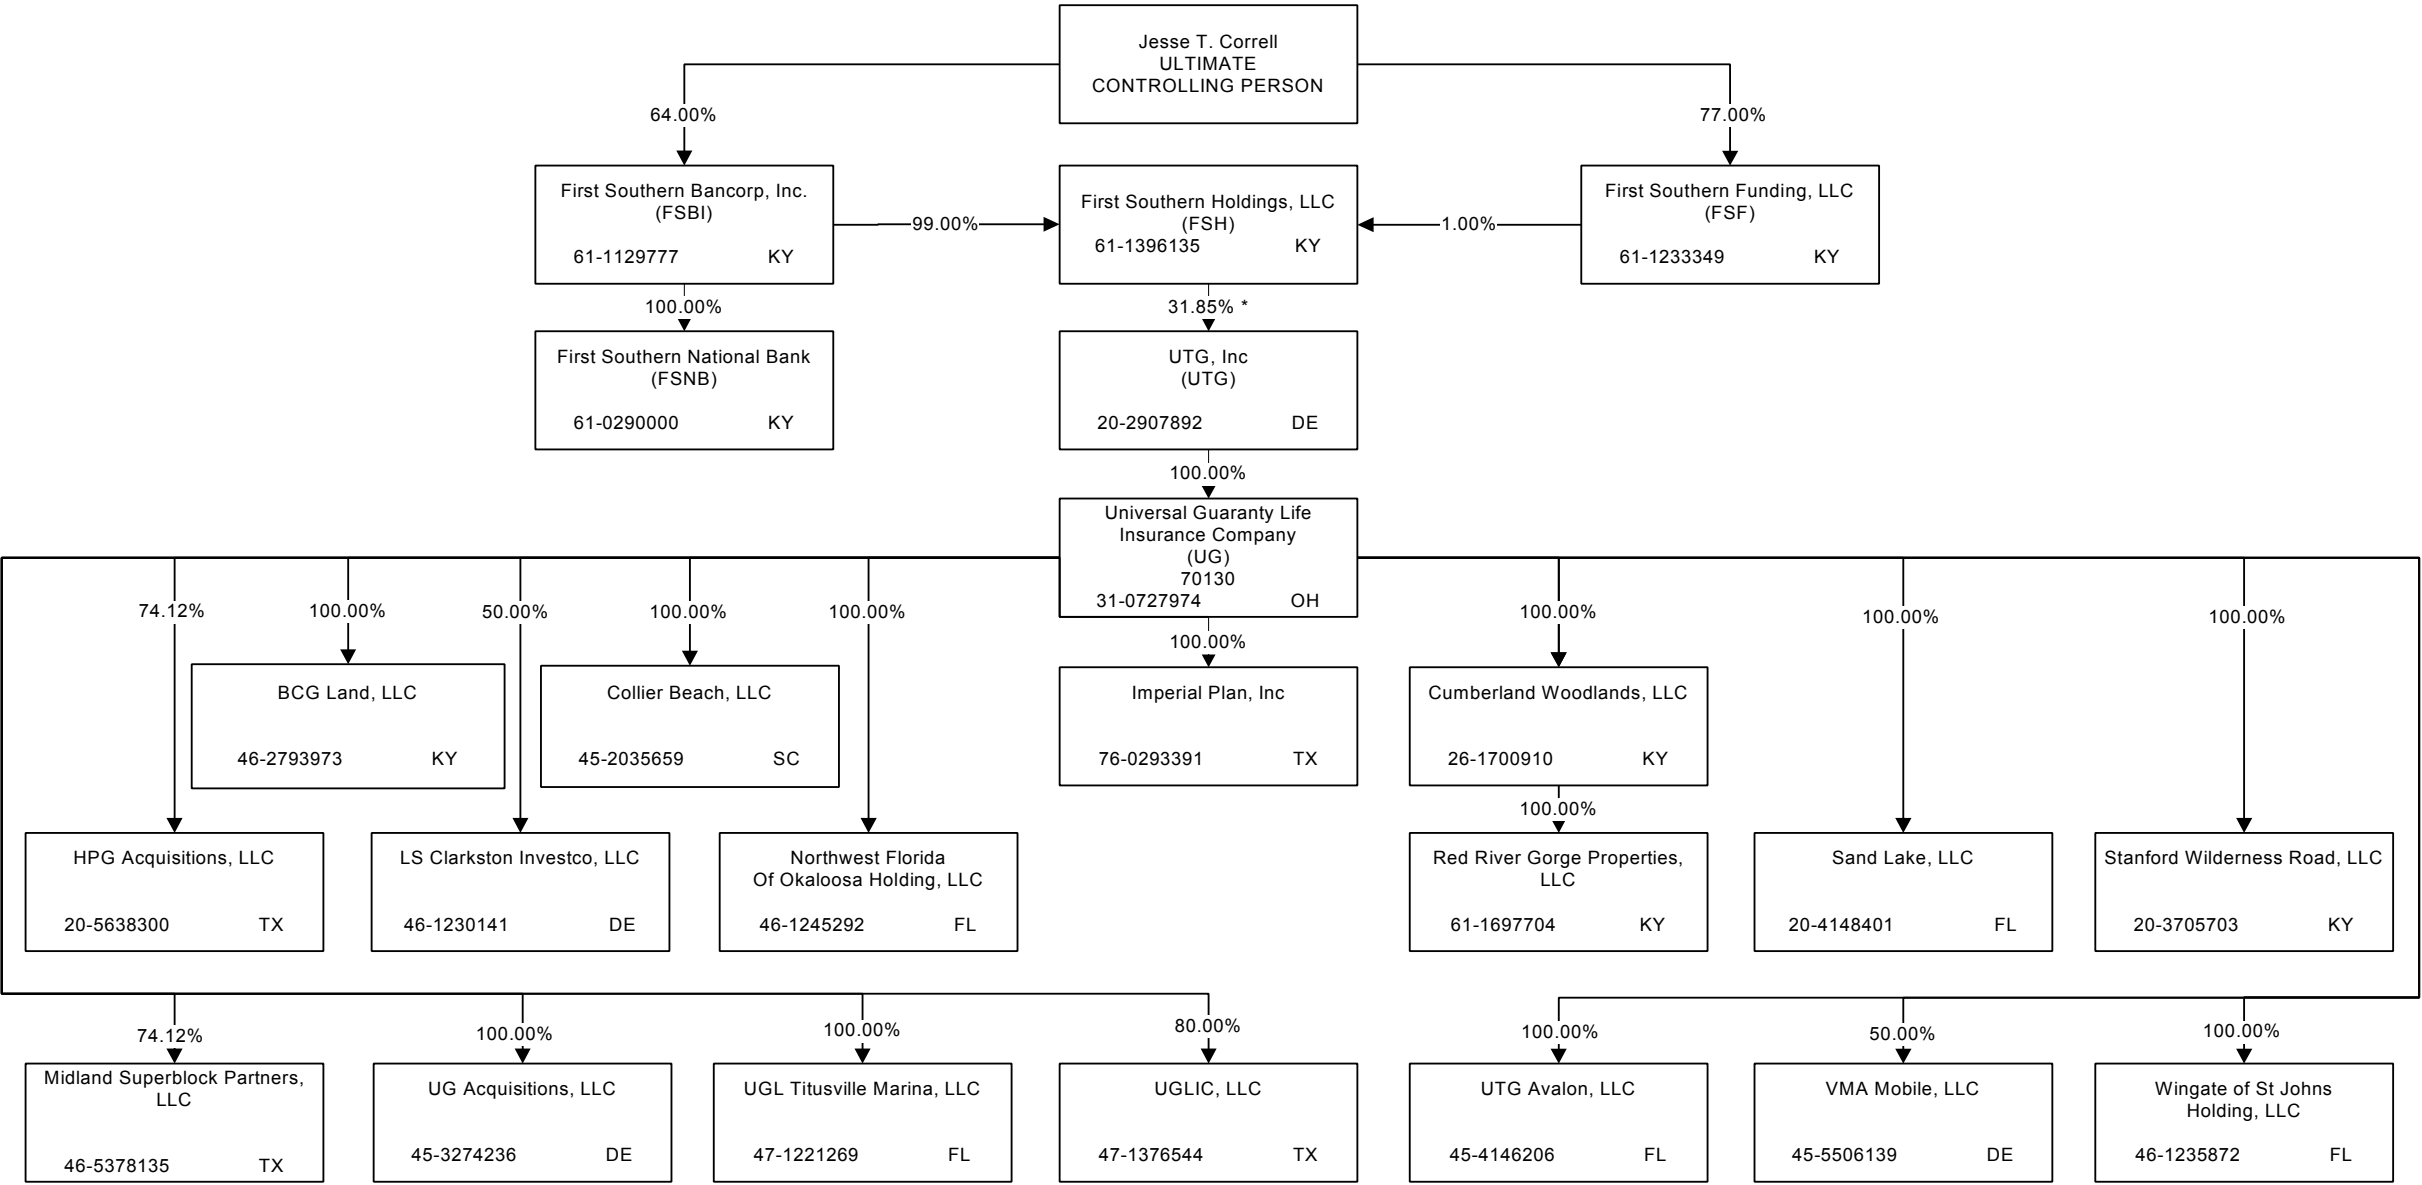 Jesse T. Correll
ULTIMATE
CONTROLLING PERSON
64.00%
77.00%
First Southern Bancorp, Inc.
(FSBI)
61-1129777 KY
99.00%
First Southern Holdings, LLC
(FSH)
61-1396135 KY
1.00%
First Southern Funding, LLC
(FSF)
61-1233349 KY
100.00%
31.85% *
First Southern National Bank
(FSNB)
61-0290000 KY
UTG, Inc
(UTG)
20-2907892 DE
100.00%
Universal Guaranty Life
Insurance Company
(UG)
70130
31-0727974 OH
74.12%
100.00%
50.00%
100.00%
100.00%
100.00%
100.00%
100.00%
100.00%
BCG Land, LLC
46-2793973 KY
Collier Beach, LLC
45-2035659 SC
Imperial Plan, Inc
76-0293391 TX
Cumberland Woodlands, LLC
26-1700910 KY
100.00%
HPG Acquisitions, LLC
20-5638300 TX
LS Clarkston Investco, LLC
46-1230141 DE
Northwest Florida
Of Okaloosa Holding, LLC
46-1245292 FL
Red River Gorge Properties,
LLC
61-1697704 KY
Sand Lake, LLC
20-4148401 FL
Stanford Wilderness Road, LLC
20-3705703 KY
74.12%
100.00%
100.00%
80.00%
100.00%
50.00%
100.00%
Midland Superblock Partners,
LLC
46-5378135 TX
UG Acquisitions, LLC
45-3274236 DE
UGL Titusville Marina, LLC
47-1221269 FL
UGLIC, LLC
47-1376544 TX
UTG Avalon, LLC
45-4146206 FL
VMA Mobile, LLC
45-5506139 DE
Wingate of St Johns
Holding, LLC
46-1235872 FL